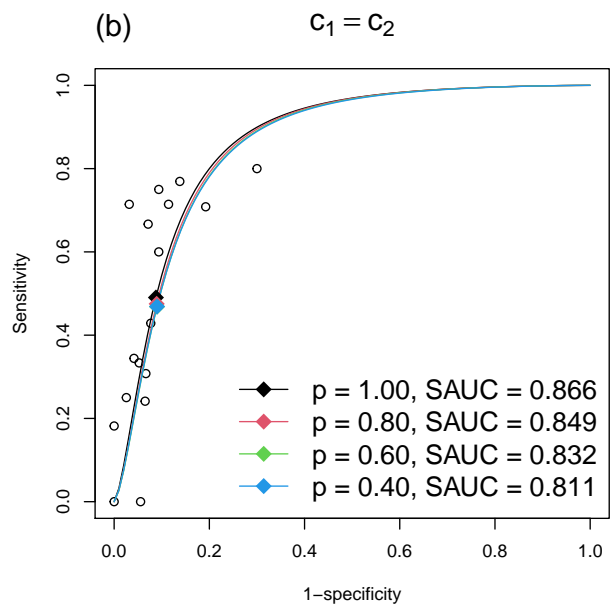 (b) c₁ = c₂
Sensitivity
1.0
0.8
0.6
0.4
0.2
0.0
p = 1.00, SAUC = 0.866
p = 0.80, SAUC = 0.849
p = 0.60, SAUC = 0.832
p = 0.40, SAUC = 0.811
0.0 0.2 0.4 0.6 0.8 1.0
1−specificity